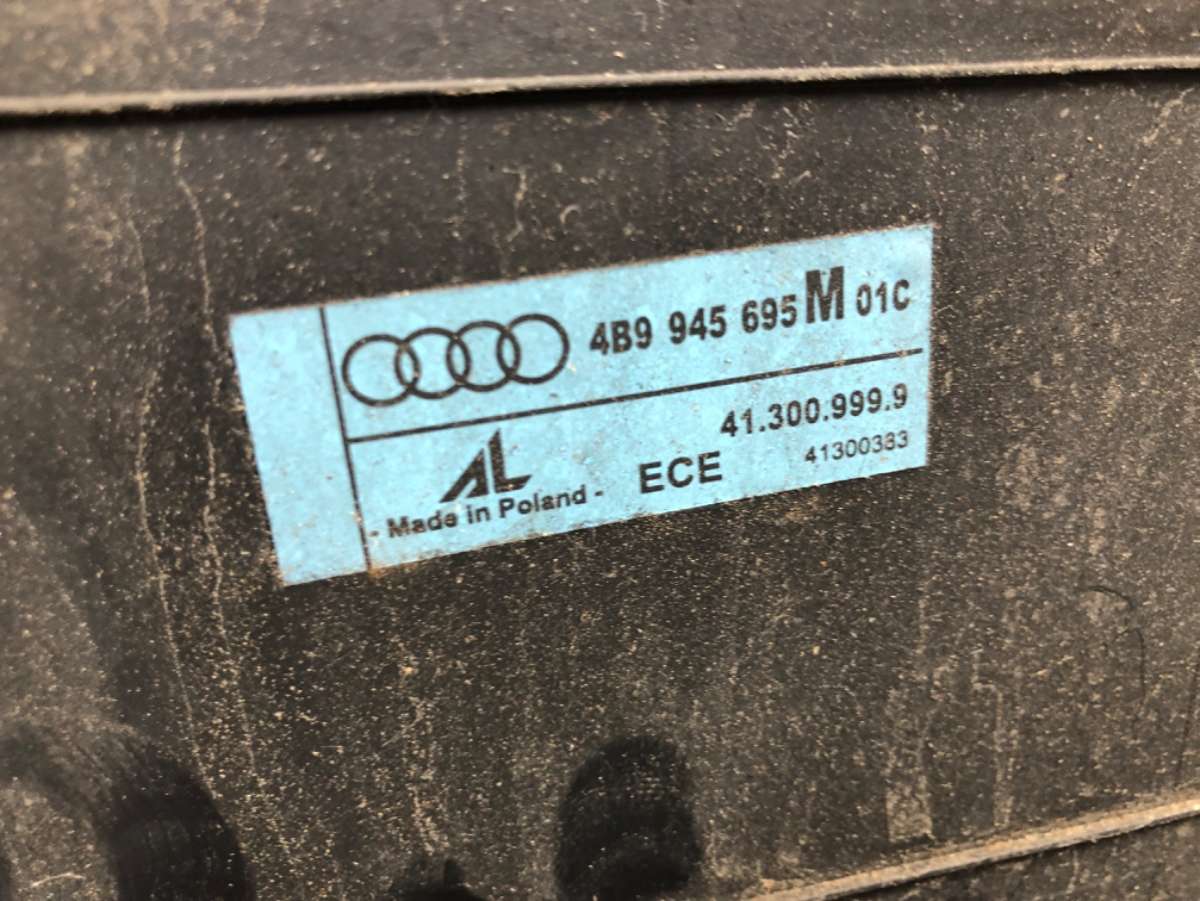 4B9 945 695 M 01C
41.300.999.9
AL
ECE
41300383
- Made in Poland -